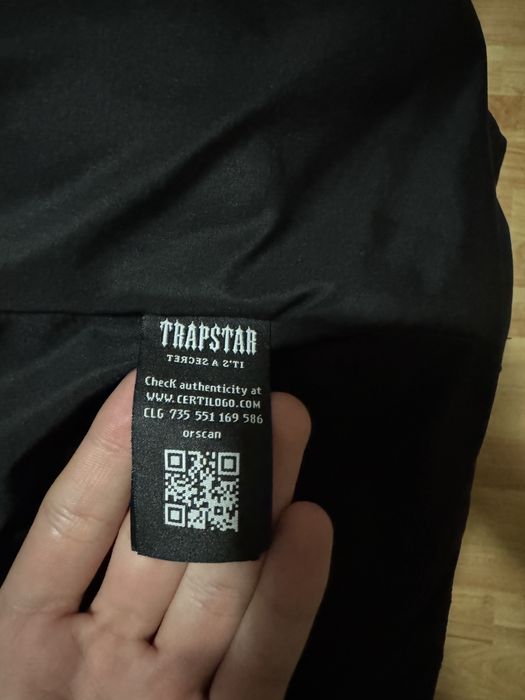 TRAPSTAR
IT'S A SECRET
Check authenticity at
WWW.CERTILOGO.COM
CLG 735 551 169 586
orscan